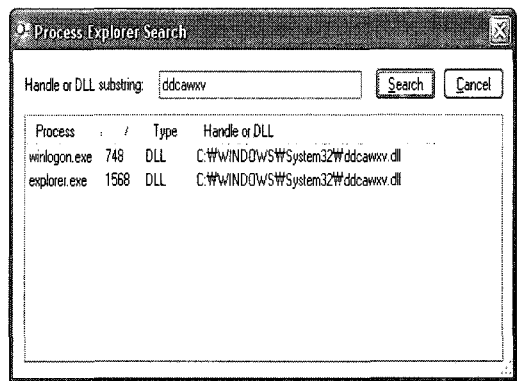 Process Explorer Search
Handle or DLL substring: ddcawxv Search Cancel
Process / Type Handle or DLL
winlogon.exe 748 DLL C:₩WINDOWS₩System32₩ddcawxv.dll
explorer.exe 1568 DLL C:₩WINDOWS₩System32₩ddcawxv.dll